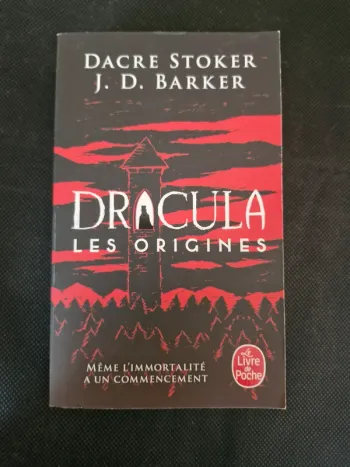 DACRE STOKER
J. D. BARKER
DRACULA
LES ORIGINES
MÊME L'IMMORTALITÉ
A UN COMMENCEMENT
Le
Livre
de
Poche